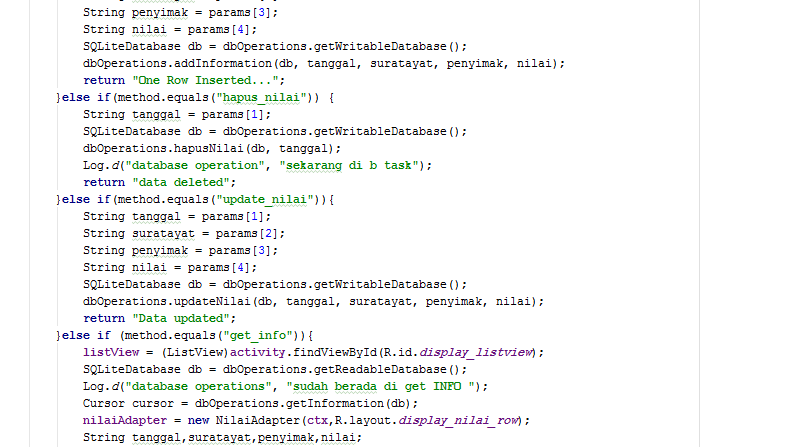 String penyimak = params[3];
String nilai = params[4];
SQLiteDatabase db = dbOperations.getWritableDatabase();
dbOperations.addInformation(db, tanggal, suratayat, penyimak, nilai);
return "One Row Inserted...";
}else if(method.equals("hapus_nilai")) {
String tanggal = params[1];
SQLiteDatabase db = dbOperations.getWritableDatabase();
dbOperations.hapusNilai(db, tanggal);
Log.d("database operation", "sekarang di b task");
return "data deleted";
}else if(method.equals("update_nilai")){
String tanggal = params[1];
String suratayat = params[2];
String penyimak = params[3];
String nilai = params[4];
SQLiteDatabase db = dbOperations.getWritableDatabase();
dbOperations.updateNilai(db, tanggal, suratayat, penyimak, nilai);
return "Data updated";
}else if (method.equals("get_info")){
listView = (ListView)activity.findViewById(R.id.display_listview);
SQLiteDatabase db = dbOperations.getReadableDatabase();
Log.d("database operations", "sudah berada di get INFO ");
Cursor cursor = dbOperations.getInformation(db);
nilaiAdapter = new NilaiAdapter(ctx,R.layout.display_nilai_row);
String tanggal,suratayat,penyimak,nilai;